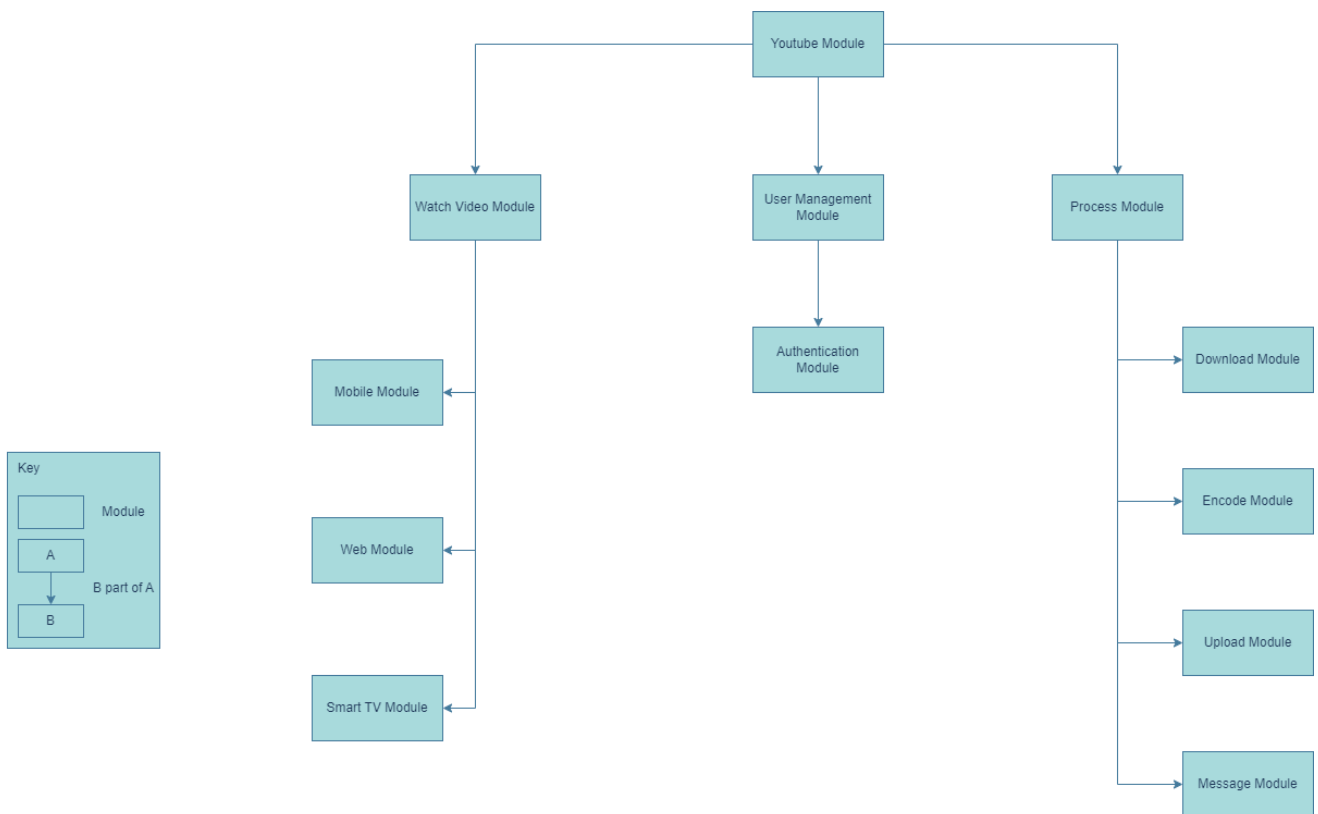 Youtube Module
Watch Video Module
User Management
Module
Process Module
Authentication
Module
Download Module
Mobile Module
Key
Module
A
B part of A
B
Encode Module
Web Module
Upload Module
Smart TV Module
Message Module